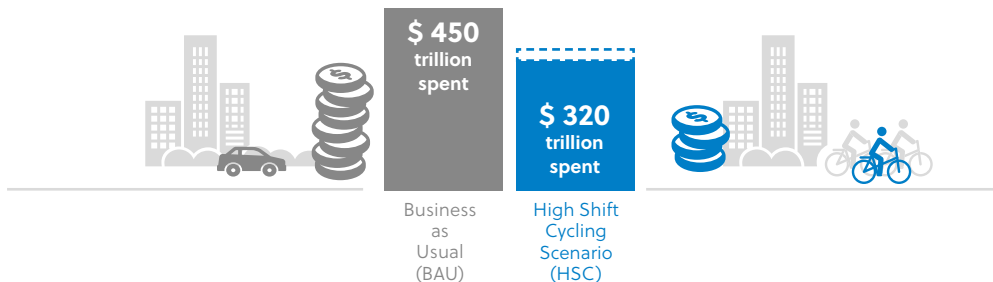 $ 450
trillion
spent
$ 320
trillion
spent
Business
as
Usual
(BAU)
High Shift
Cycling
Scenario
(HSC)
$
$